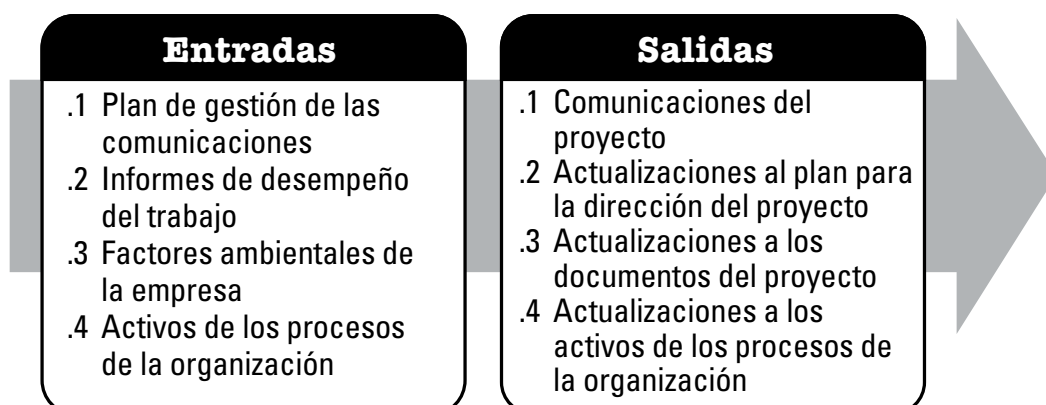 Entradas
.1 Plan de gestión de las
comunicaciones
.2 Informes de desempeño
del trabajo
.3 Factores ambientales de
la empresa
.4 Activos de los procesos
de la organización
Salidas
.1 Comunicaciones del
proyecto
.2 Actualizaciones al plan para
la dirección del proyecto
.3 Actualizaciones a los
documentos del proyecto
.4 Actualizaciones a los
activos de los procesos de
la organización